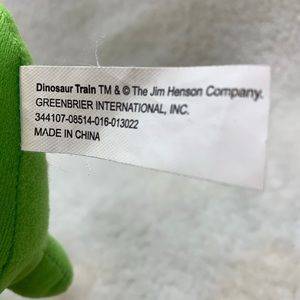 Dinosaur Train TM & © The Jim Henson Company.
GREENBRIER INTERNATIONAL, INC.
344107-08514-016-013022
MADE IN CHINA